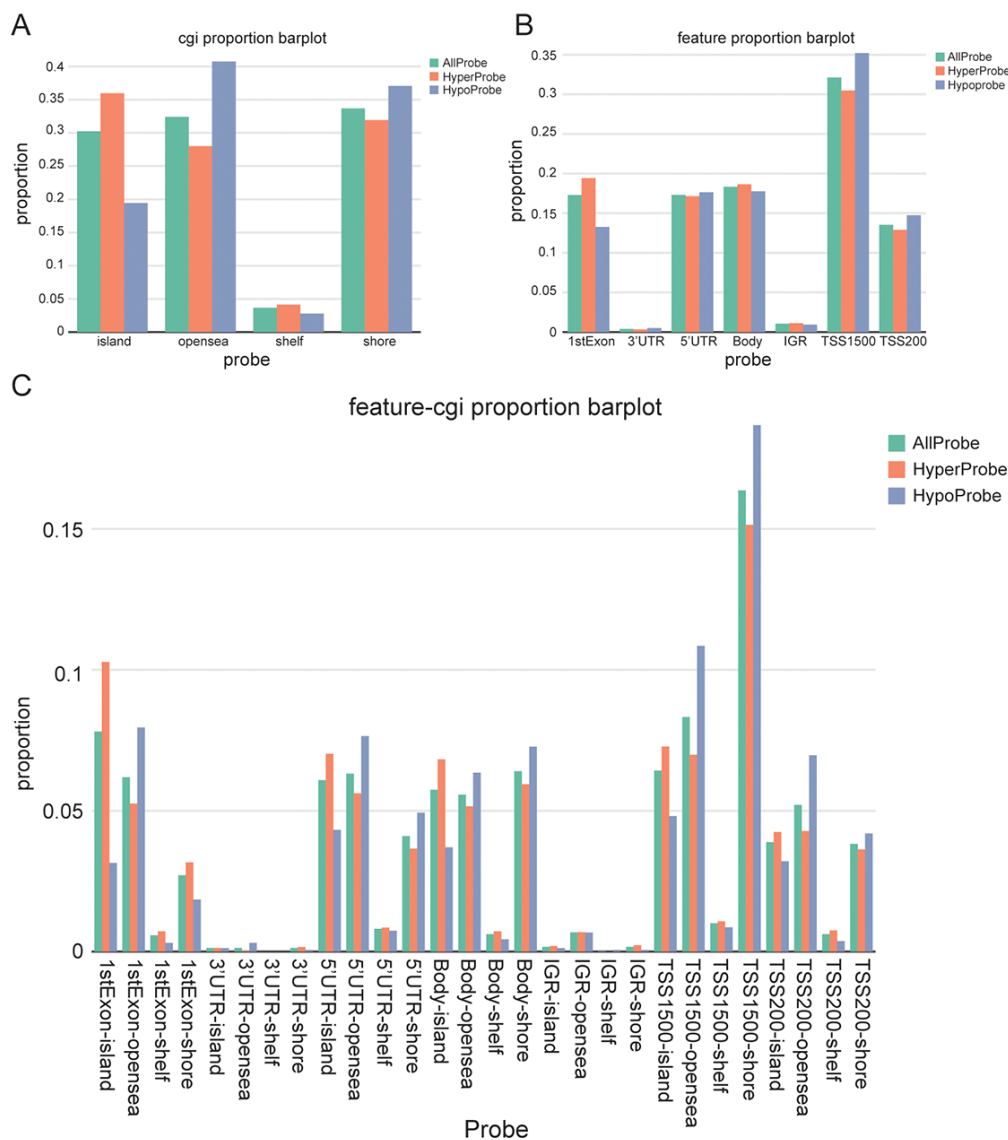 A
cgi proportion barplot
AllProbe
HyperProbe
HypoProbe
proportion
0.4
0.35
0.3
0.25
0.2
0.15
0.1
0.05
0
island
opensea
shelf
shore
probe
B
feature proportion barplot
AllProbe
HyperProbe
Hypoprobe
proportion
0.35
0.3
0.25
0.2
0.15
0.1
0.05
0
1stExon
3'UTR
5'UTR
Body
IGR
TSS1500
TSS200
probe
C
feature-cgi proportion barplot
AllProbe
HyperProbe
HypoProbe
proportion
0.15
0.1
0.05
0
1stExon-island
1stExon-opensea
1stExon-shelf
1stExon-shore
3'UTR-island
3'UTR-opensea
3'UTR-shelf
3'UTR-shore
5'UTR-island
5'UTR-opensea
5'UTR-shelf
5'UTR-shore
Body-island
Body-opensea
Body-shelf
Body-shore
IGR-island
IGR-opensea
IGR-shelf
IGR-shore
TSS1500-island
TSS1500-opensea
TSS1500-shelf
TSS1500-shore
TSS200-island
TSS200-opensea
TSS200-shelf
TSS200-shore
Probe